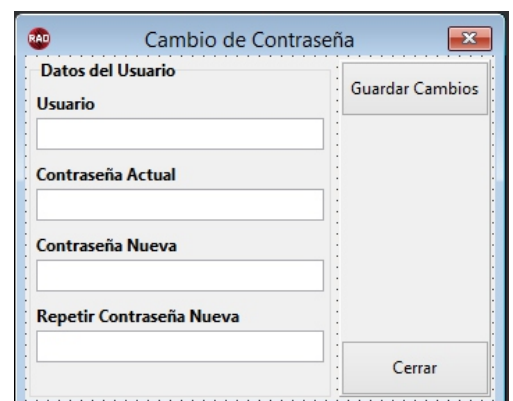 RAD
Cambio de Contraseña
Datos del Usuario
Usuario
Contraseña Actual
Contraseña Nueva
Repetir Contraseña Nueva
Guardar Cambios
Cerrar